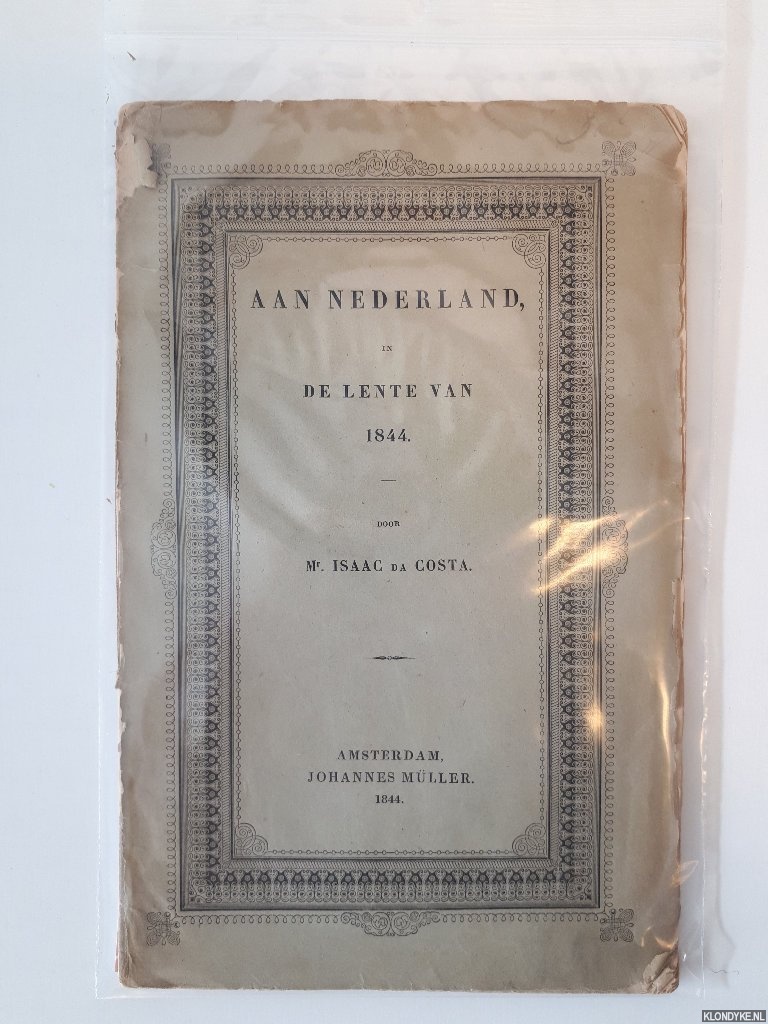 AAN NEDERLAND,
IN
DE LENTE VAN
1844.
DOOR
Mr. ISAAC DA COSTA.
AMSTERDAM,
JOHANNES MÜLLER.
1844.
KLONDYKE.NL